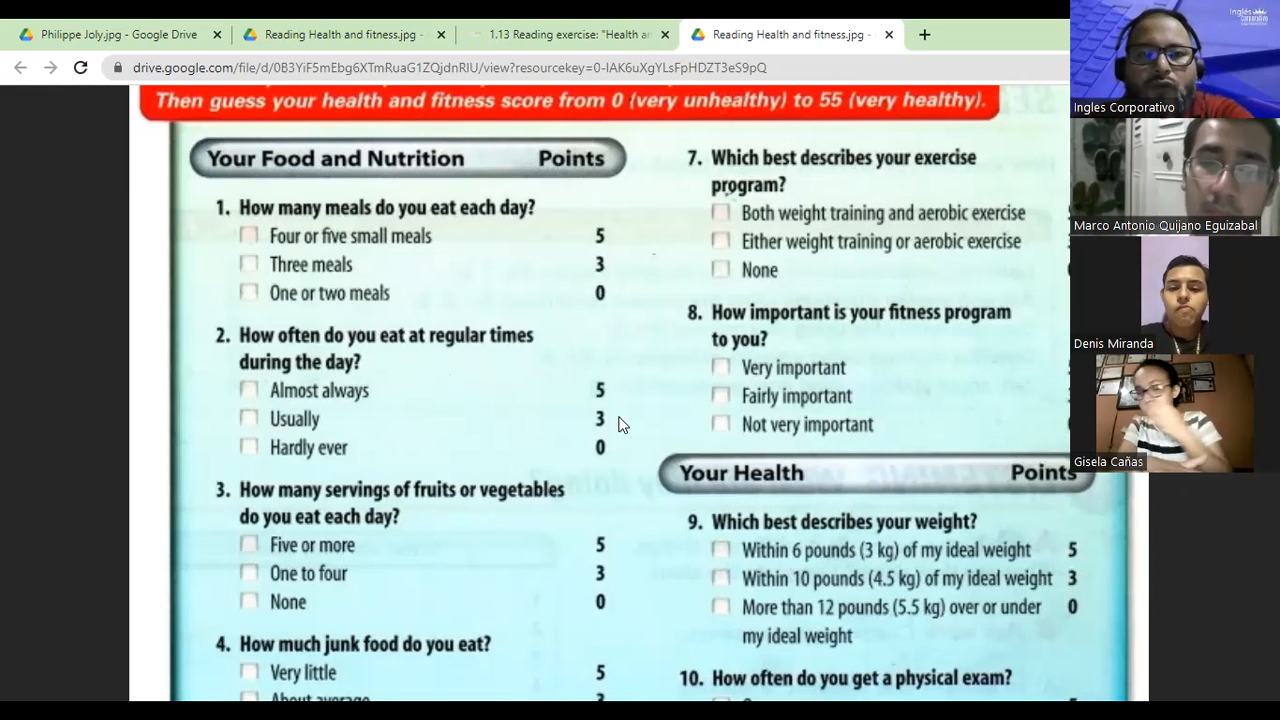 Philippe Joly.jpg - Google Drive
Reading Health and fitness.jpg -
1.13 Reading exercise: "Health an
Reading Health and fitness.jpg -
drive.google.com/file/d/0B3YiF5mEbg6XTmRuaG1ZQjdnRlU/view?resourcekey=0-IAK6uXgYLsFpHDZT3eS9pQ
Then guess your health and fitness score from 0 (very unhealthy) to 55 (very healthy).
Your Food and Nutrition Points
1. How many meals do you eat each day?
Four or five small meals 5
Three meals 3
One or two meals 0
2. How often do you eat at regular times
during the day?
Almost always 5
Usually 3
Hardly ever 0
3. How many servings of fruits or vegetables
do you eat each day?
Five or more 5
One to four 3
None 0
4. How much junk food do you eat?
Very little 5
About average
7. Which best describes your exercise
program?
Both weight training and aerobic exercise
Either weight training or aerobic exercise
None
8. How important is your fitness program
to you?
Very important
Fairly important
Not very important
Your Health Points
9. Which best describes your weight?
Within 6 pounds (3 kg) of my ideal weight 5
Within 10 pounds (4.5 kg) of my ideal weight 3
More than 12 pounds (5.5 kg) over or under 0
my ideal weight
10. How often do you get a physical exam?
Inglés
Corporativo
Ingles Corporativo
Marco Antonio Quijano Eguizabal
Denis Miranda
Gisela Cañas